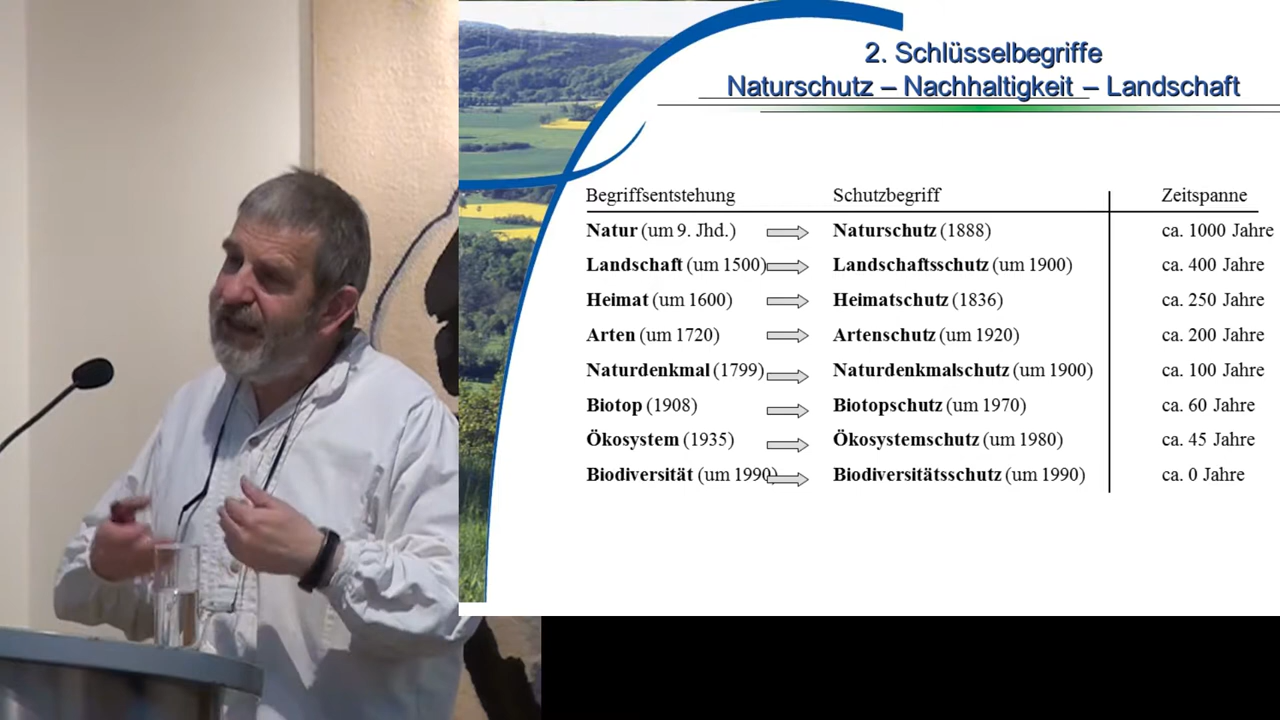 2. Schlüsselbegriffe
Naturschutz – Nachhaltigkeit – Landschaft
Begriffsentstehung Schutzbegriff Zeitspanne
Natur (um 9. Jhd.) Naturschutz (1888) ca. 1000 Jahre
Landschaft (um 1500) Landschaftsschutz (um 1900) ca. 400 Jahre
Heimat (um 1600) Heimatschutz (1836) ca. 250 Jahre
Arten (um 1720) Artenschutz (um 1920) ca. 200 Jahre
Naturdenkmal (1799) Naturdenkmalschutz (um 1900) ca. 100 Jahre
Biotop (1908) Biotopschutz (um 1970) ca. 60 Jahre
Ökosystem (1935) Ökosystemschutz (um 1980) ca. 45 Jahre
Biodiversität (um 1990) Biodiversitätsschutz (um 1990) ca. 0 Jahre